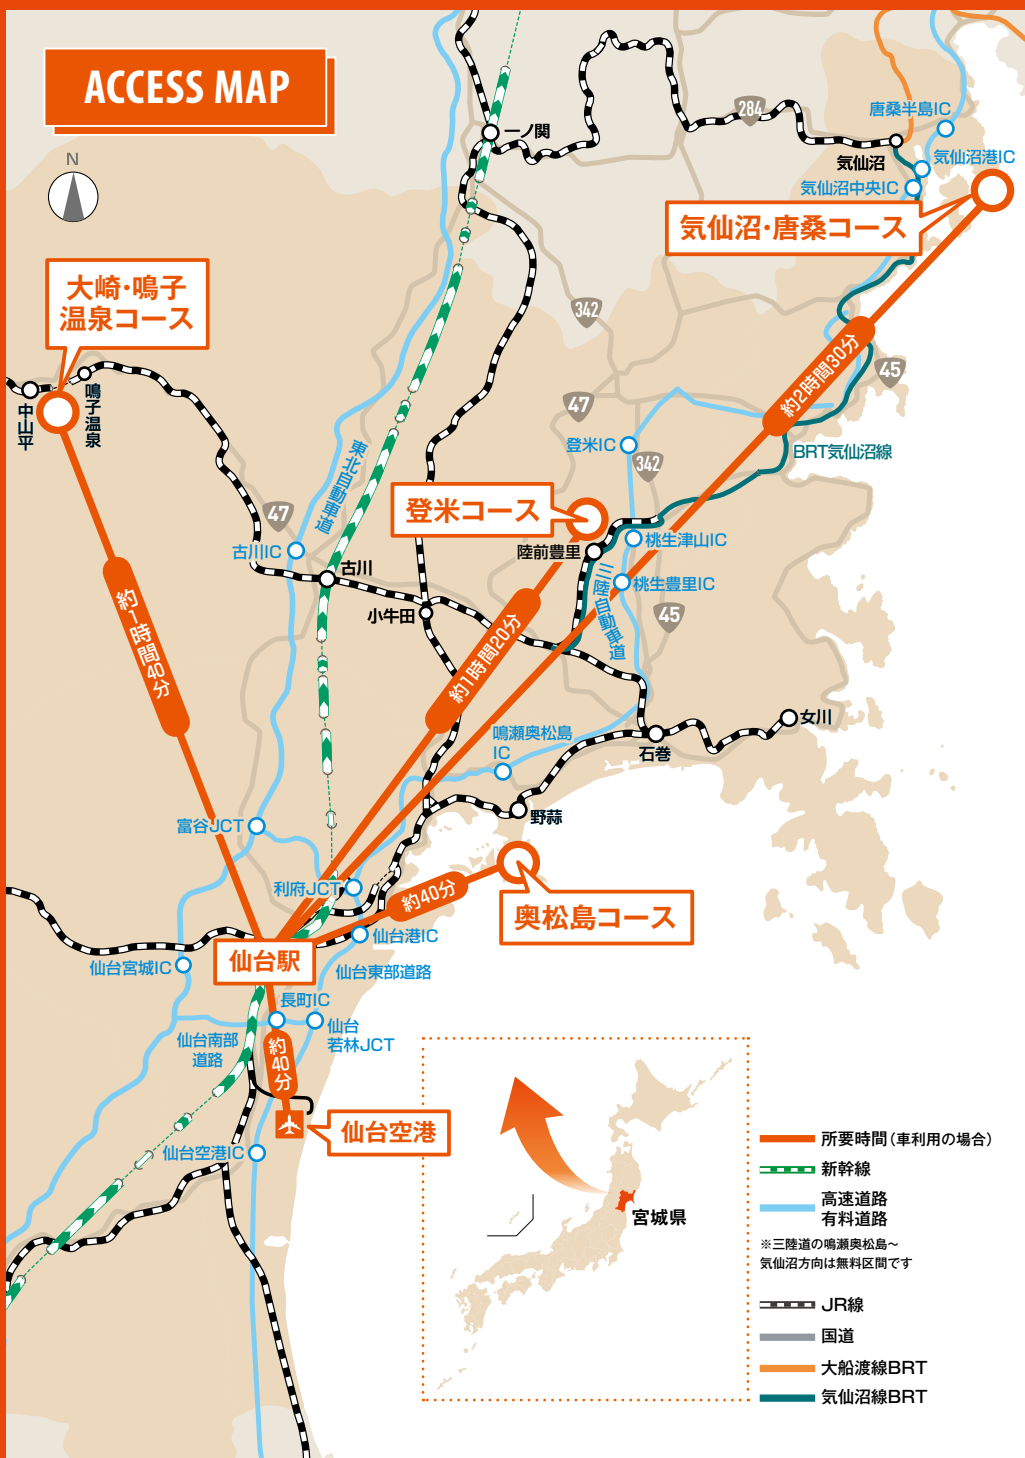 ACCESS MAP
N
一ノ関
284
唐桑半島IC
気仙沼
気仙沼港IC
気仙沼中央IC
気仙沼・唐桑コース
大崎・鳴子
温泉コース
342
約2時間30分
45
中山平
鳴子温泉
47
東北自動車道
登米IC
342
BRT気仙沼線
47
登米コース
古川IC
陸前豊里
桃生津山IC
古川
桃生豊里IC
三陸自動車道
小牛田
45
約1時間40分
約1時間20分
女川
鳴瀬奥松島
IC
石巻
野蒜
富谷JCT
利府JCT
約40分
奥松島コース
仙台港IC
仙台駅
仙台宮城IC
仙台東部道路
長町IC
仙台
若林JCT
仙台南部
道路
約40分
仙台空港
仙台空港IC
宮城県
所要時間(車利用の場合)
新幹線
高速道路
有料道路
※三陸道の鳴瀬奥松島~
気仙沼方向は無料区間です
JR線
国道
大船渡線BRT
気仙沼線BRT